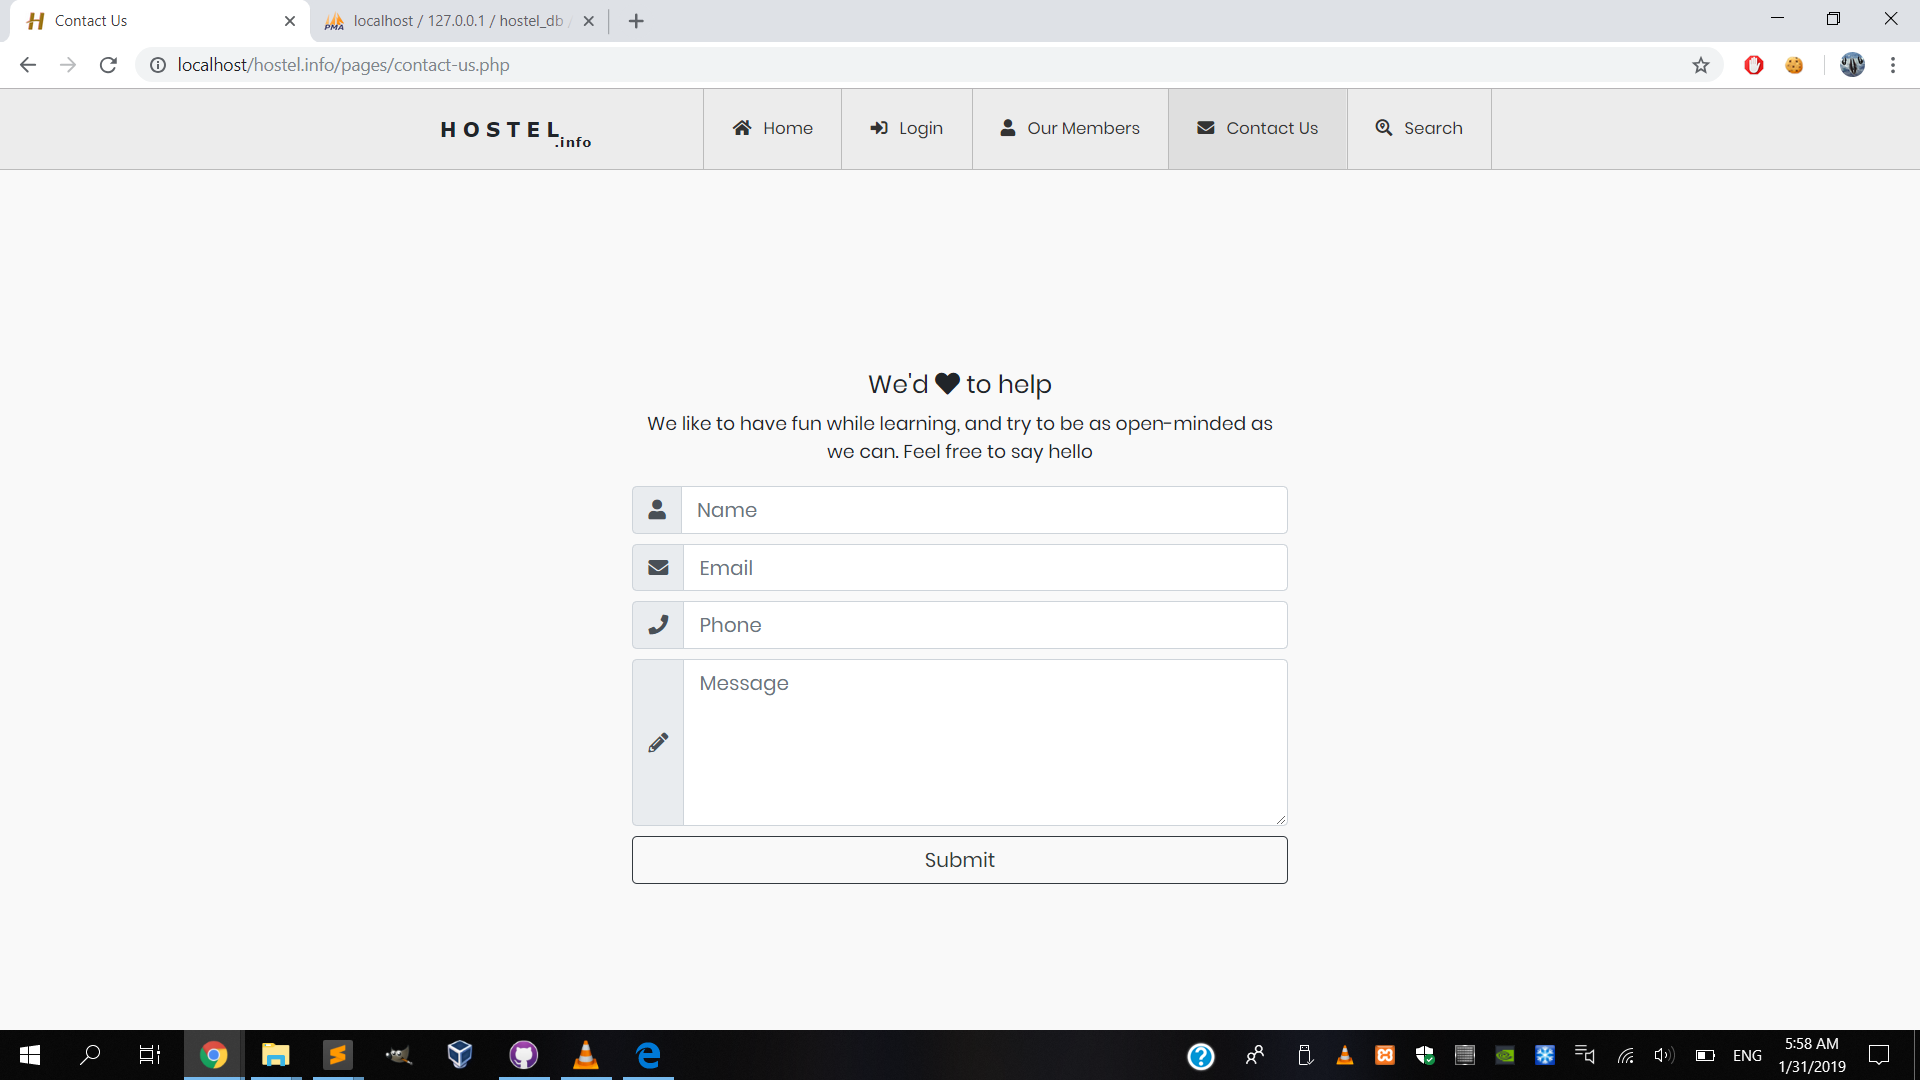 Contact Us
localhost / 127.0.0.1 / hostel_db /
localhost/hostel.info/pages/contact-us.php
HOSTEL
.info
Home
Login
Our Members
Contact Us
Search
We'd to help
We like to have fun while learning, and try to be as open-minded as
we can. Feel free to say hello
Name
Email
Phone
Message
Submit
ENG
5:58 AM
1/31/2019